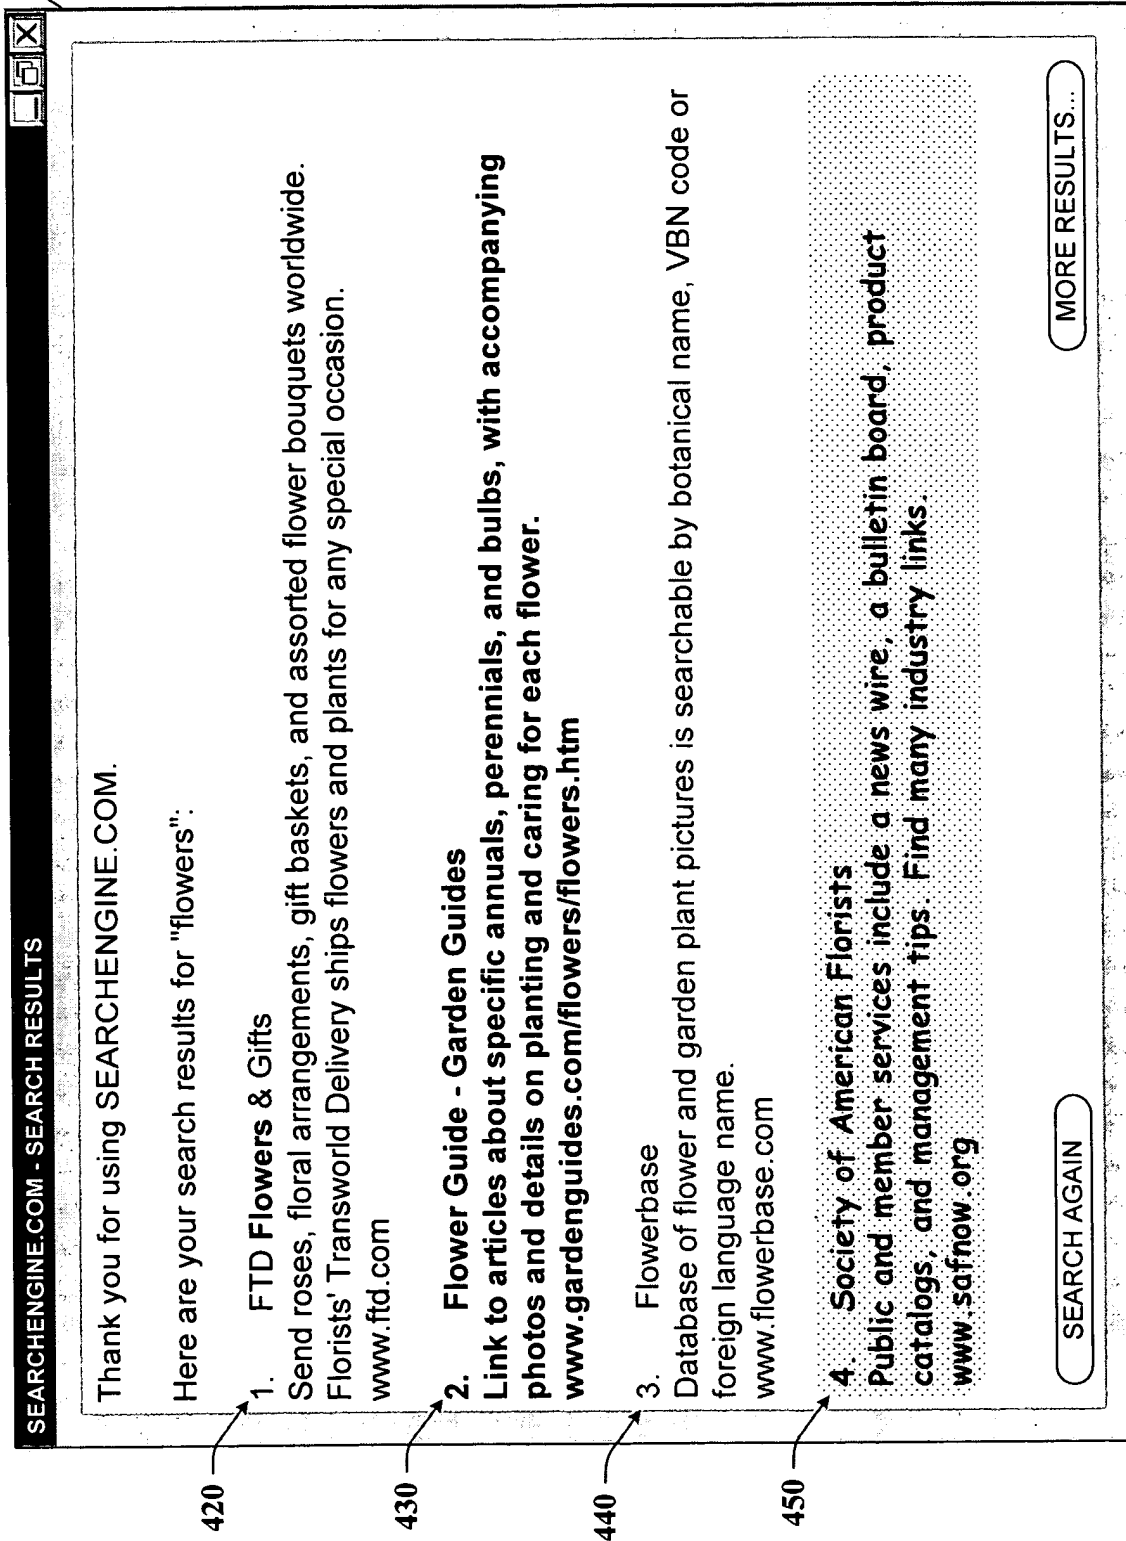 SEARCHENGINE.COM - SEARCH RESULTS
Thank you for using SEARCHENGINE.COM.
Here are your search results for "flowers":
420
1. FTD Flowers & Gifts
Send roses, floral arrangements, gift baskets, and assorted flower bouquets worldwide.
Florists' Transworld Delivery ships flowers and plants for any special occasion.
www.ftd.com
430
2. Flower Guide - Garden Guides
Link to articles about specific annuals, perennials, and bulbs, with accompanying
photos and details on planting and caring for each flower.
www.gardenguides.com/flowers/flowers.htm
440
3. Flowerbase
Database of flower and garden plant pictures is searchable by botanical name, VBN code or
foreign language name.
www.flowerbase.com
450
4. Society of American Florists
Public and member services include a news wire, a bulletin board, product
catalogs, and management tips. Find many industry links.
www.safnow.org
SEARCH AGAIN
MORE RESULTS...